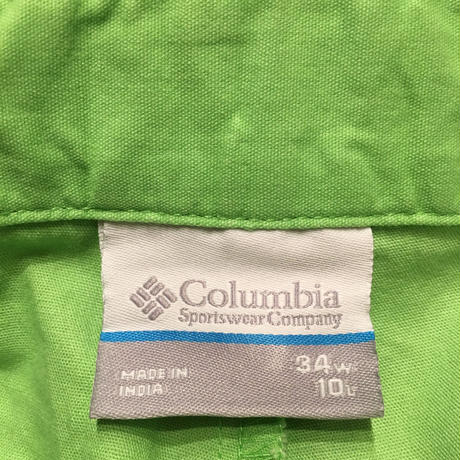 Columbia
Sportswear Company
MADE IN
INDIA
34W
10L